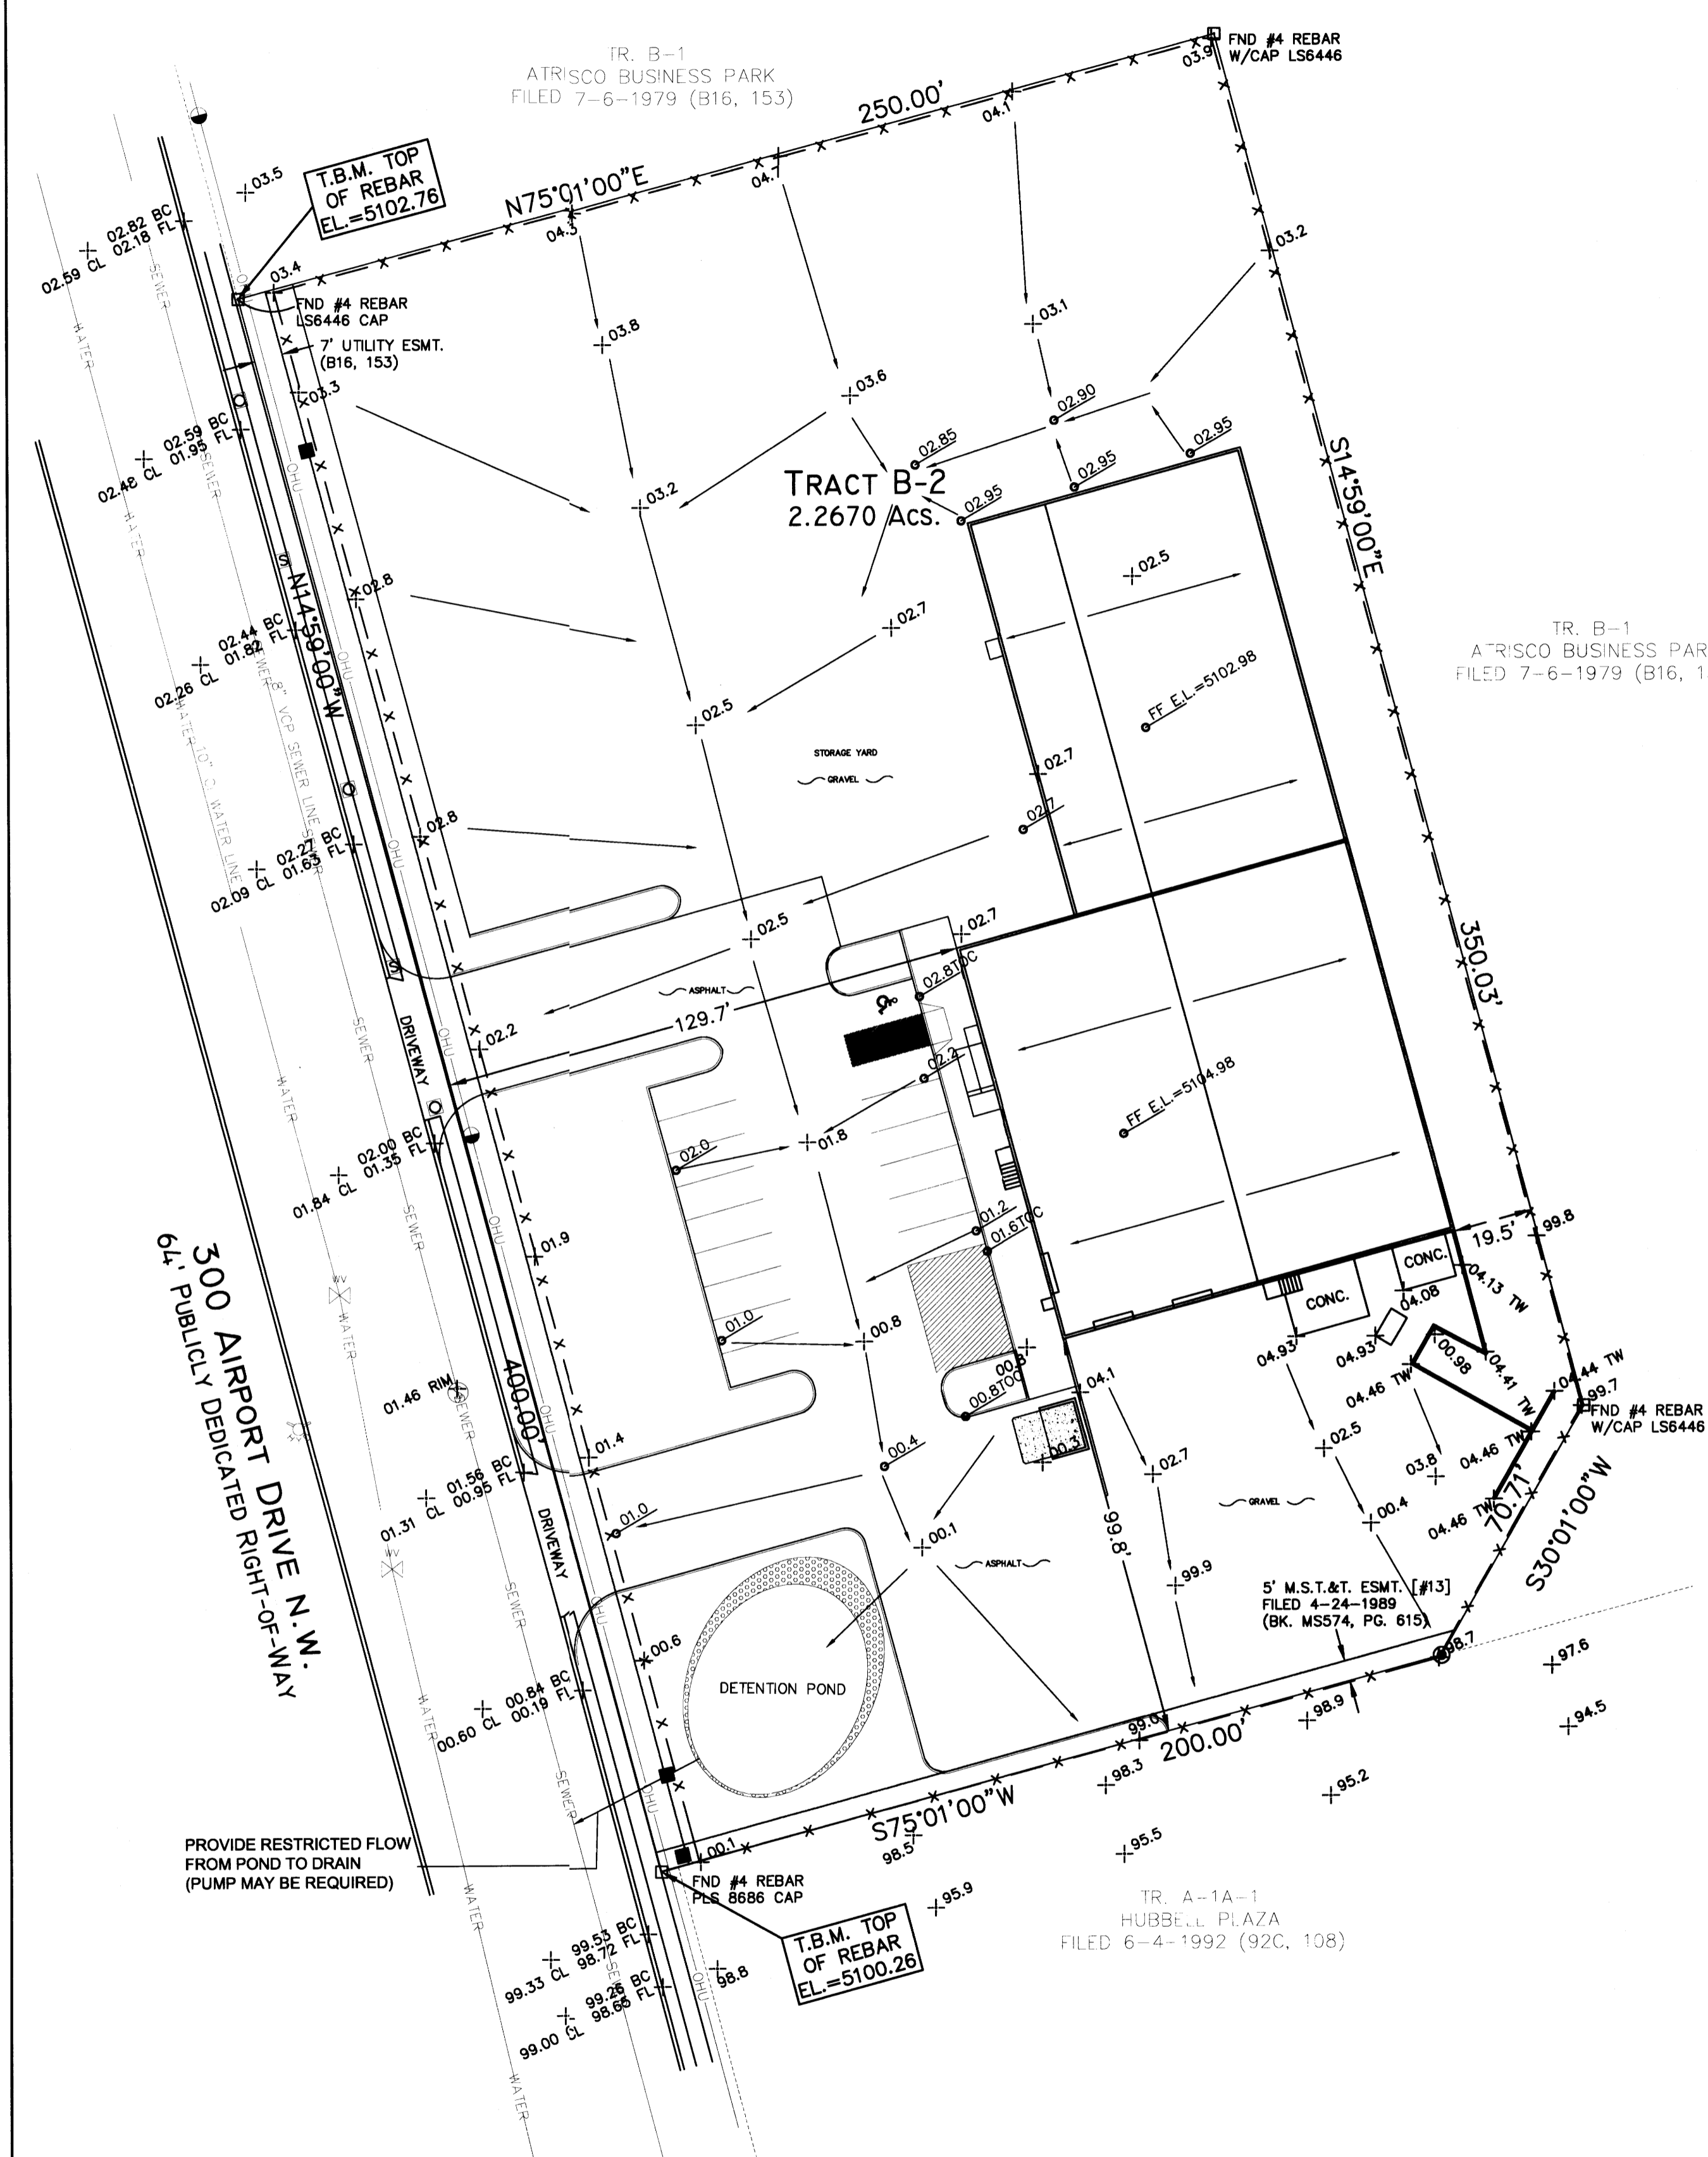 TR. B-1
ATRISCO BUSINESS PARK
FILED 7-6-1979 (B16, 153)
FND #4 REBAR
W/CAP LS6446
03.9
250.00'
04.1
04.7
N75°01'00"E
04.3
T.B.M. TOP
OF REBAR
EL.=5102.76
03.5
02.82 BC
02.18 FL
02.59 CL
03.4
FND #4 REBAR
LS6446 CAP
7' UTILITY ESMT.
(B16, 153)
03.2
03.1
03.8
03.6
03.3
02.90
02.85
02.95
02.95
02.95
02.59 BC
01.95 FL
02.48 CL
03.2
TRACT B-2
2.2670 ACS.
S14°59'00"E
02.5
02.8
02.7
N14°59'00"W
02.44 BC
01.82 FL
02.26 CL
TR. B-1
FILED 7-6-1979 (B16, 1
FF E.L.=5102.98
02.5
STORAGE YARD
GRAVEL
02.7
02.7
02.8
8" VCP SEWER LINE
WATER LINE
02.27 BC
01.63 FL
02.09 CL
02.5
02.7
350.03'
02.8TOC
ASPHALT
129.7'
02.2
02.2
DRIVEWAY
FF E.L.=5104.98
02.00 BC
01.35 FL
01.84 CL
02.0
01.8
01.2
01.6TOC
01.9
19.5'
99.8
CONC.
CONC.
04.13 TW
04.08
300 AIRPORT DRIVE N.W.
64' PUBLICLY DEDICATED RIGHT-OF-WAY
WV
WATER
SEWER
OHU
01.0
00.8
04.93
04.93
00.98
04.41 TW
04.44 TW
99.7
FND #4 REBAR
W/CAP LS6446
04.46 TW
01.46 RIM
400.00'
00.8TOC
04.1
04.46 TW
04.46 TW
01.4
00.4
00.3
02.7
02.5
03.8
01.56 BC
00.95 FL
01.31 CL
WV
GRAVEL
00.4
70.71'
S30°01'00"W
01.0
00.1
99.8'
ASPHALT
DRIVEWAY
99.9
5' M.S.T.&T. ESMT. [#13]
FILED 4-24-1989
(BK. MS574, PG. 615)
98.7
00.6
97.6
DETENTION POND
00.84 BC
00.19 FL
00.60 CL
99.0
98.9
94.5
200.00'
98.3
95.2
S75°01'00"W
98.5
95.5
PROVIDE RESTRICTED FLOW
FROM POND TO DRAIN
(PUMP MAY BE REQUIRED)
00.1
FND #4 REBAR
PLS 8686 CAP
95.9
TR. A-1A-1
HUBBELL PLAZA
FILED 6-4-1992 (92C, 108)
T.B.M. TOP
OF REBAR
EL.=5100.26
99.53 BC
98.72 FL
99.33 CL
98.8
99.26 BC
98.65 FL
99.00 CL
WATER